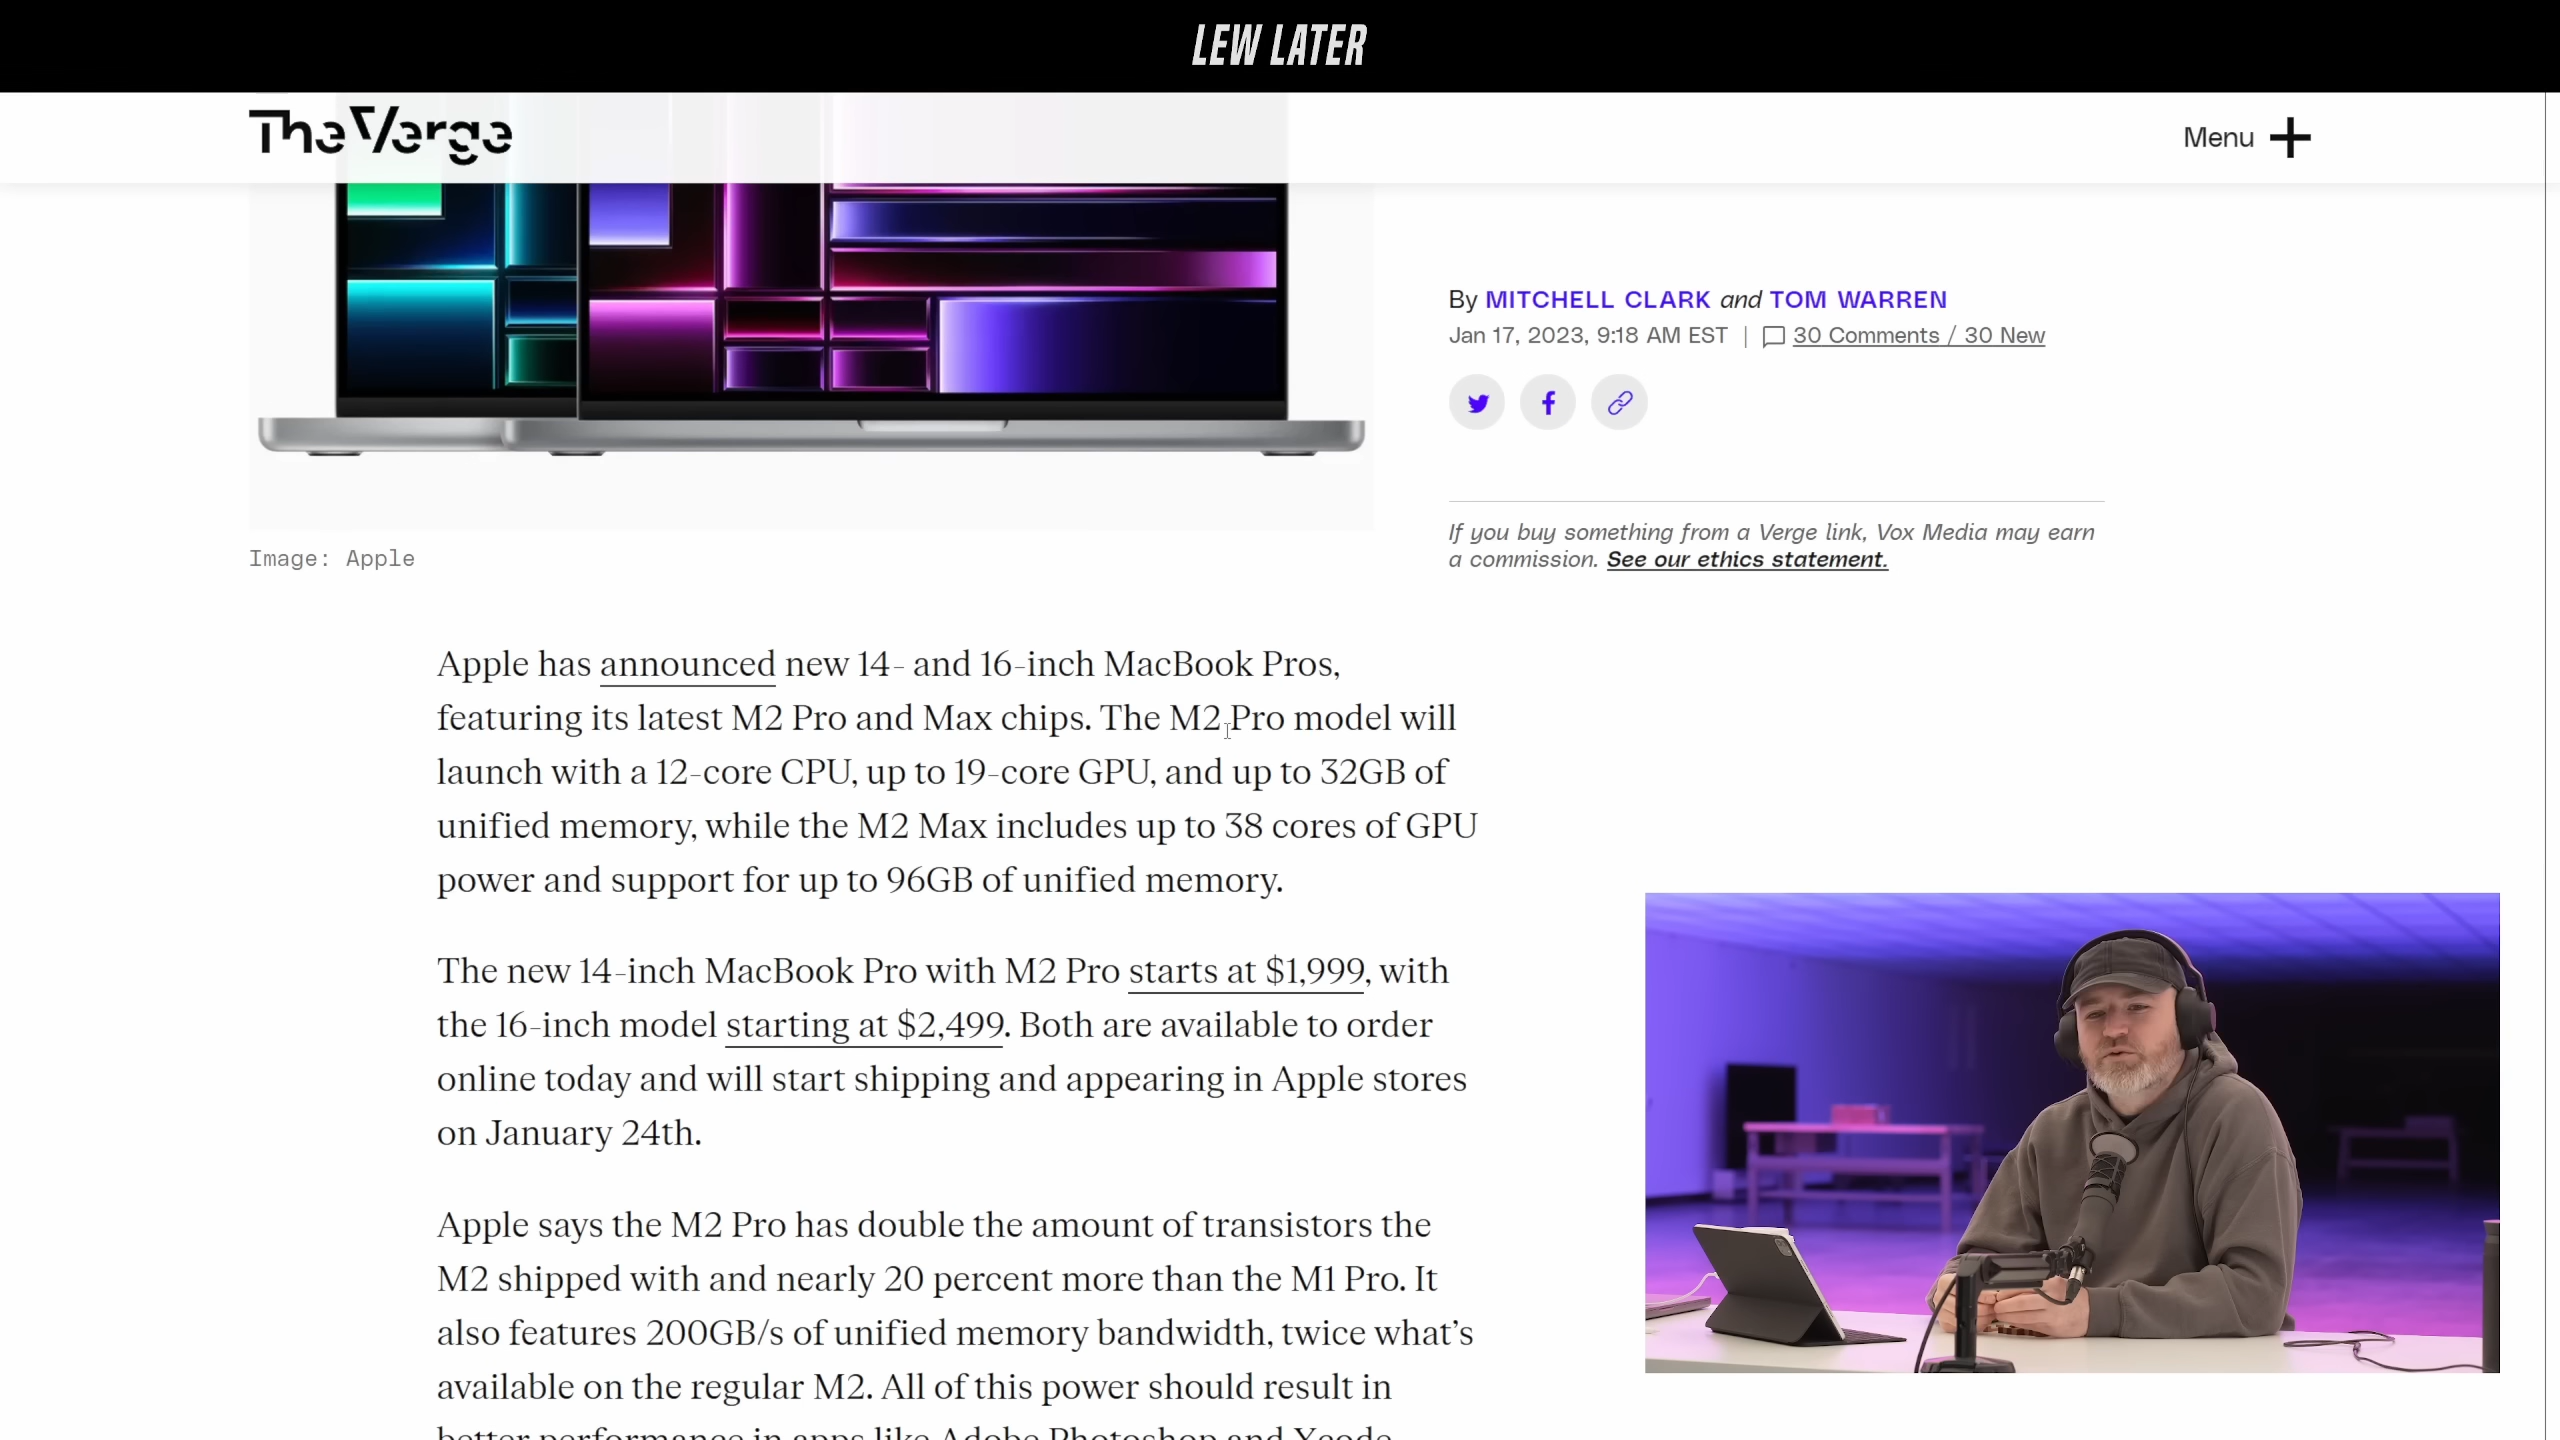 LEW LATER
The Verge
Menu
By MITCHELL CLARK and TOM WARREN
Jan 17, 2023, 9:18 AM EST | 30 Comments / 30 New
If you buy something from a Verge link, Vox Media may earn
a commission. See our ethics statement.
Image: Apple
Apple has announced new 14- and 16-inch MacBook Pros,
featuring its latest M2 Pro and Max chips. The M2 Pro model will
launch with a 12-core CPU, up to 19-core GPU, and up to 32GB of
unified memory, while the M2 Max includes up to 38 cores of GPU
power and support for up to 96GB of unified memory.
The new 14-inch MacBook Pro with M2 Pro starts at $1,999, with
the 16-inch model starting at $2,499. Both are available to order
online today and will start shipping and appearing in Apple stores
on January 24th.
Apple says the M2 Pro has double the amount of transistors the
M2 shipped with and nearly 20 percent more than the M1 Pro. It
also features 200GB/s of unified memory bandwidth, twice what’s
available on the regular M2. All of this power should result in
better performance in apps like Adobe Photoshop and Xcode